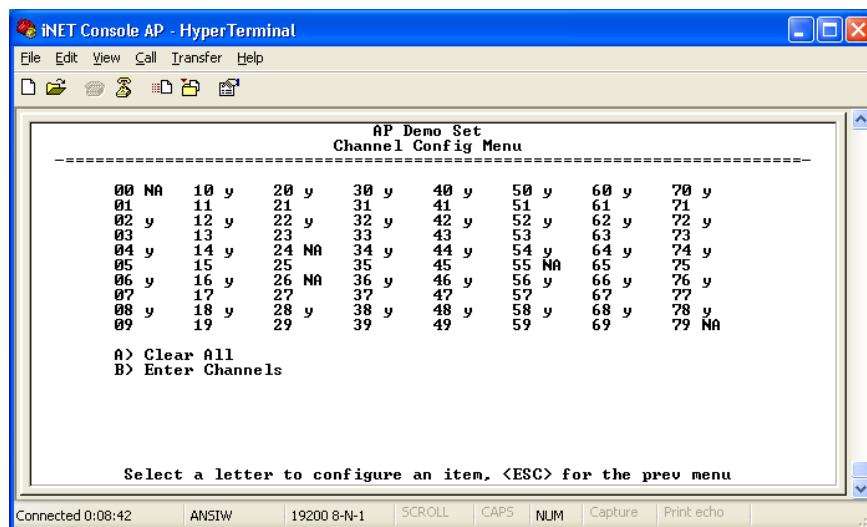 iNET Console AP - HyperTerminal
File Edit View Call Transfer Help
AP Demo Set
Channel Config Menu
00 NA 10 y 20 y 30 y 40 y 50 y 60 y 70 y
01 11 21 31 41 51 61 71
02 y 12 y 22 y 32 y 42 y 52 y 62 y 72 y
03 13 23 33 43 53 63 73
04 y 14 y 24 NA 34 y 44 y 54 y 64 y 74 y
05 15 25 35 45 55 NA 65 75
06 y 16 y 26 NA 36 y 46 y 56 y 66 y 76 y
07 17 27 37 47 57 67 77
08 y 18 y 28 y 38 y 48 y 58 y 68 y 78 y
09 19 29 39 49 59 69 79 NA
A) Clear All
B) Enter Channels
Select a letter to configure an item, <ESC> for the prev menu
Connected 0:08:42 ANSIW 19200 8-N-1 SCROLL CAPS NUM Capture Print echo